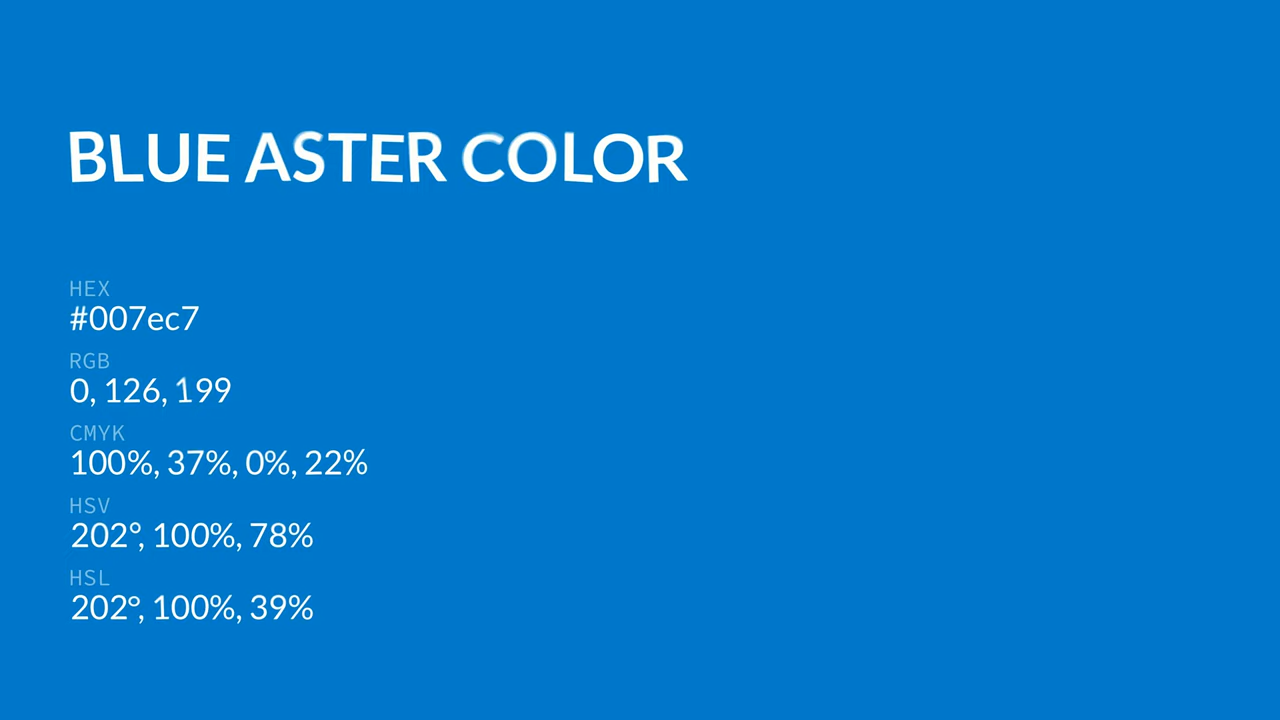 BLUE ASTER COLOR
HEX
#007ec7
RGB
0, 126, 199
CMYK
100%, 37%, 0%, 22%
HSV
202°, 100%, 78%
HSL
202°, 100%, 39%